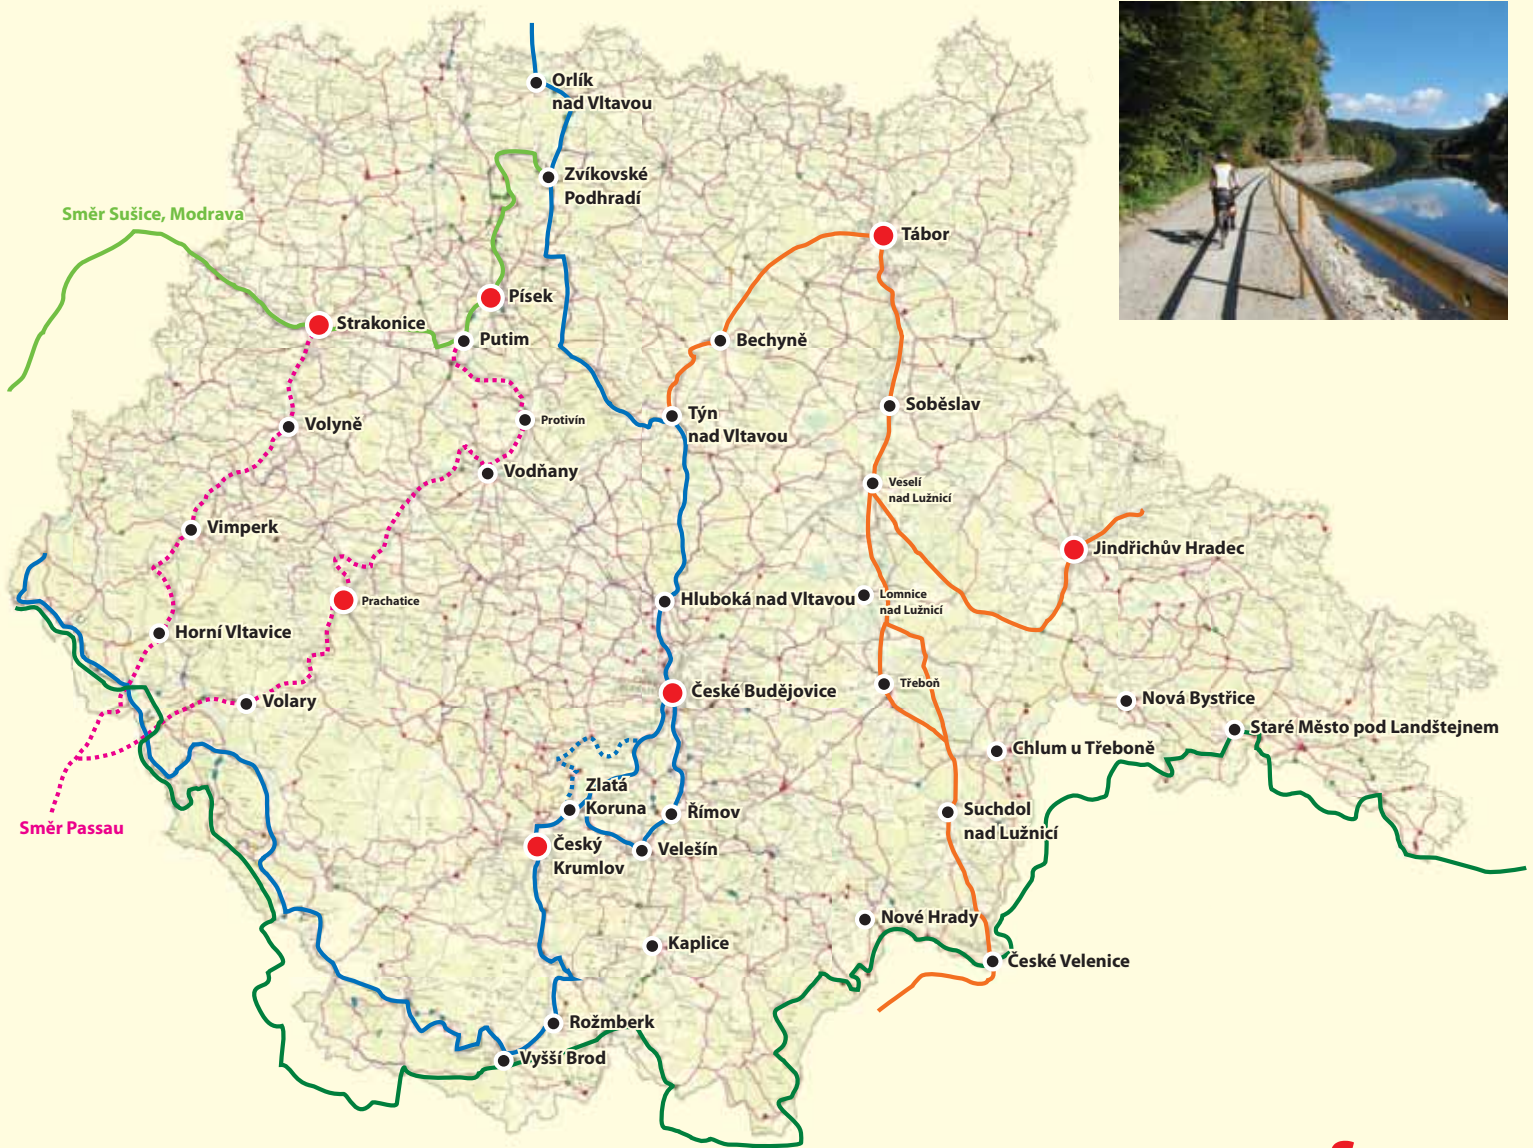 Orlík
nad Vltavou
Zvíkovské
Podhradí
Směr Sušice, Modrava
Tábor
Písek
Strakonice
Putim
Bechyně
Soběslav
Týn
nad Vltavou
Volyně
Protivín
Vodňany
Veselí
nad Lužnicí
Vimperk
Jindřichův Hradec
Prachatice
Hluboká nad Vltavou
Lomnice
nad Lužnicí
Horní Vltavice
Třeboň
České Budějovice
Volary
Nová Bystřice
Staré Město pod Landštejnem
Chlum u Třeboně
Zlatá
Koruna
Římov
Suchdol
nad Lužnicí
Směr Passau
Český
Krumlov
Velešín
Nové Hrady
Kaplice
České Velenice
Rožmberk
Vyšší Brod